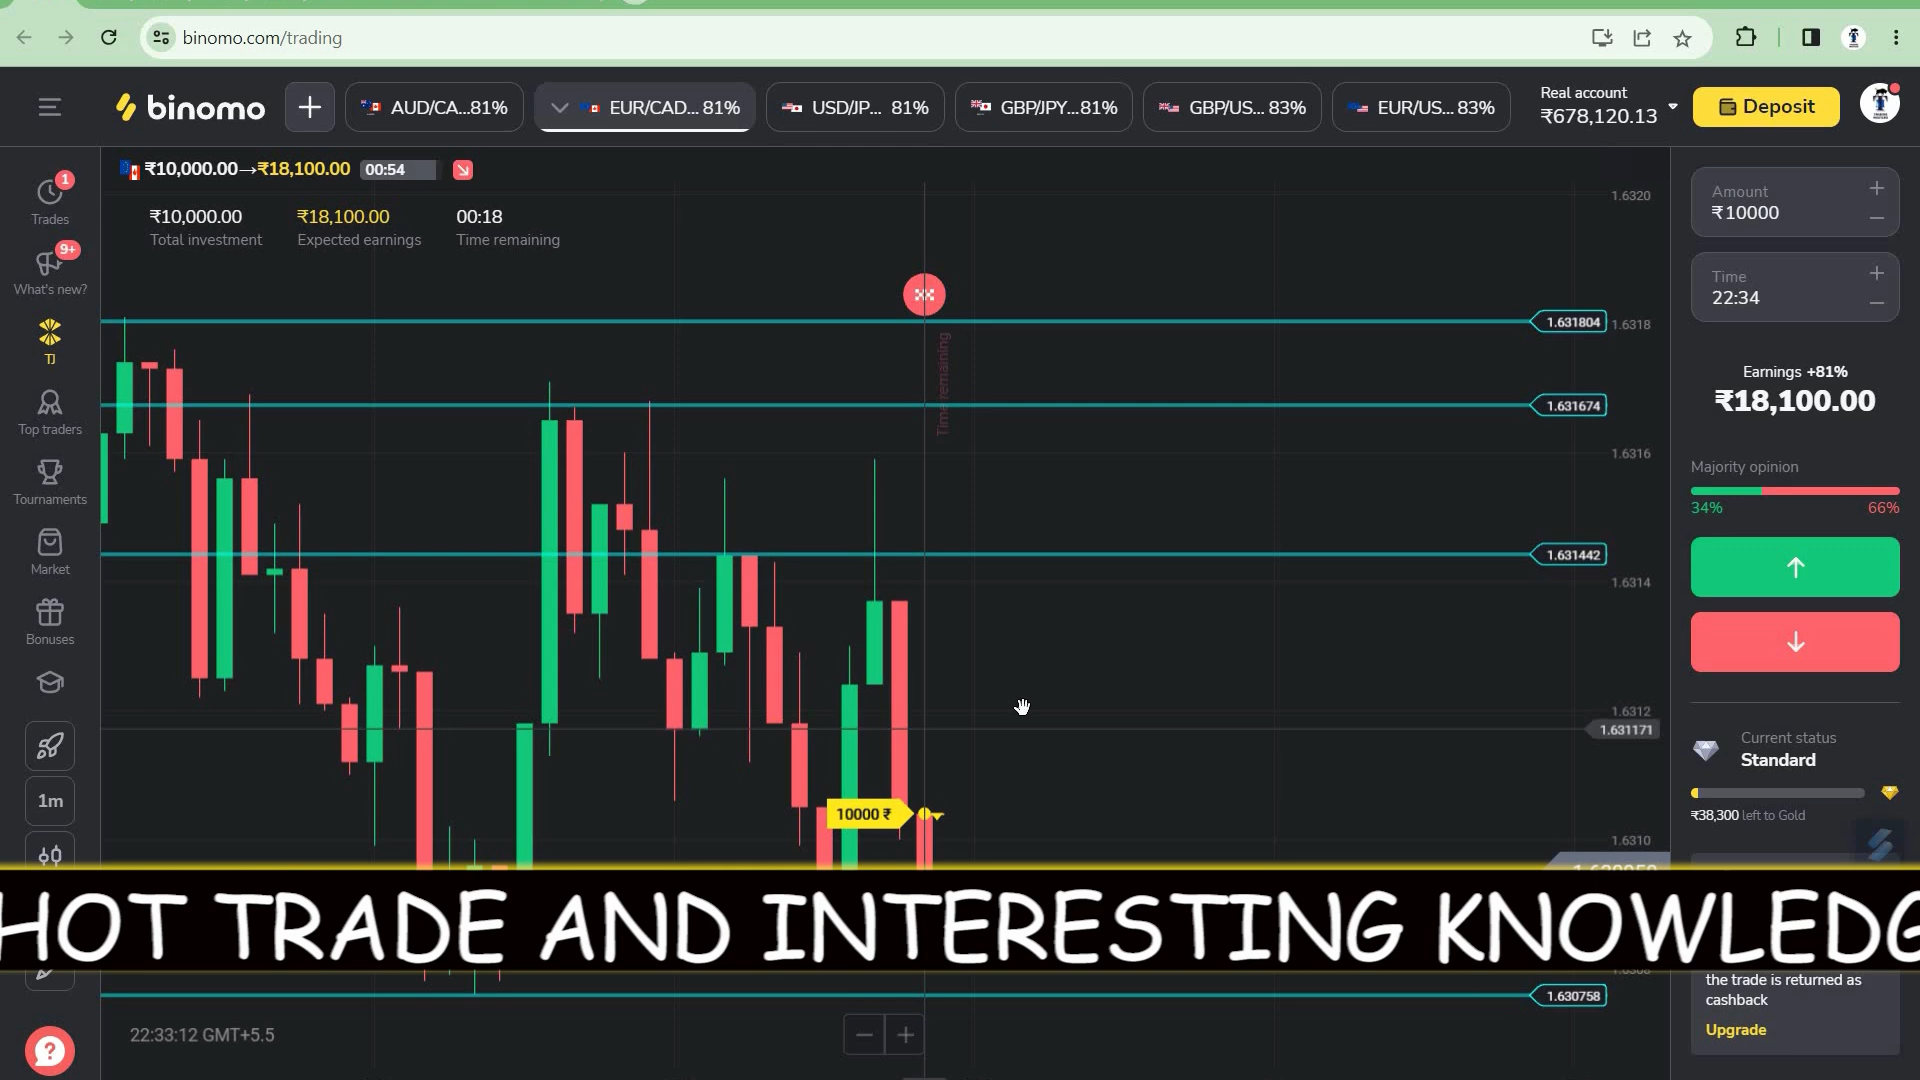 binomo.com/trading
binomo
AUD/CA...81%
EUR/CAD... 81%
USD/JP... 81%
GBP/JPY...81%
GBP/US... 83%
EUR/US... 83%
Real account
₹678,120.13
Deposit
₹10,000.00→₹18,100.00 00:54
₹10,000.00
Total investment
₹18,100.00
Expected earnings
00:18
Time remaining
1
Trades
9+
What's new?
TJ
Top traders
Tournaments
Market
Bonuses
1m
Time remaining
1.6320
1.631804
1.6318
1.631674
1.6316
1.631442
1.6314
1.6312
1.631171
1.6310
1.630758
10000 ₹
Amount
₹10000
Time
22:34
Earnings +81%
₹18,100.00
Majority opinion
34%
66%
Current status
Standard
₹38,300 left to Gold
HOT TRADE AND INTERESTING KNOWLEDG
the trade is returned as
cashback
Upgrade
22:33:12 GMT+5.5